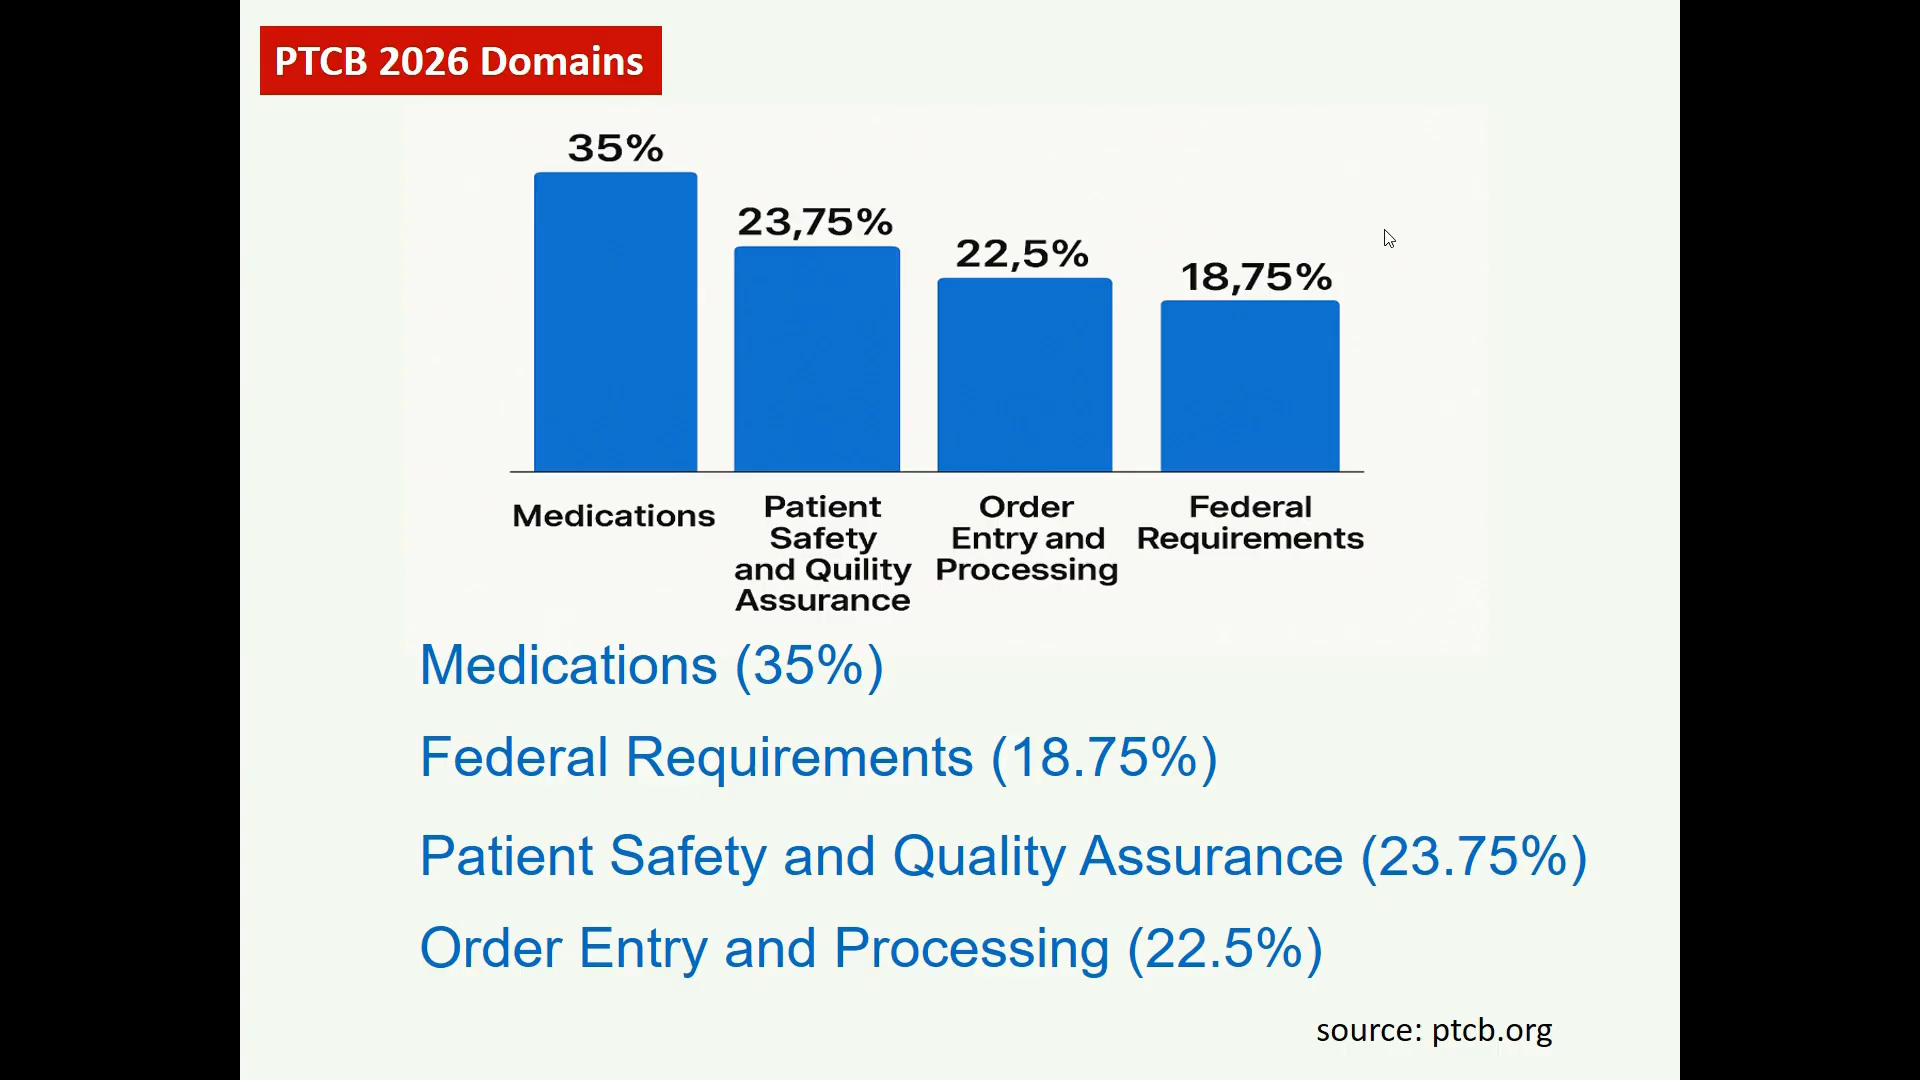 PTCB 2026 Domains
35%
23,75%
22,5%
18,75%
Medications
Patient
Safety
and Quility
Assurance
Order
Entry and
Processing
Federal
Requirements
Medications (35%)
Federal Requirements (18.75%)
Patient Safety and Quality Assurance (23.75%)
Order Entry and Processing (22.5%)
source: ptcb.org